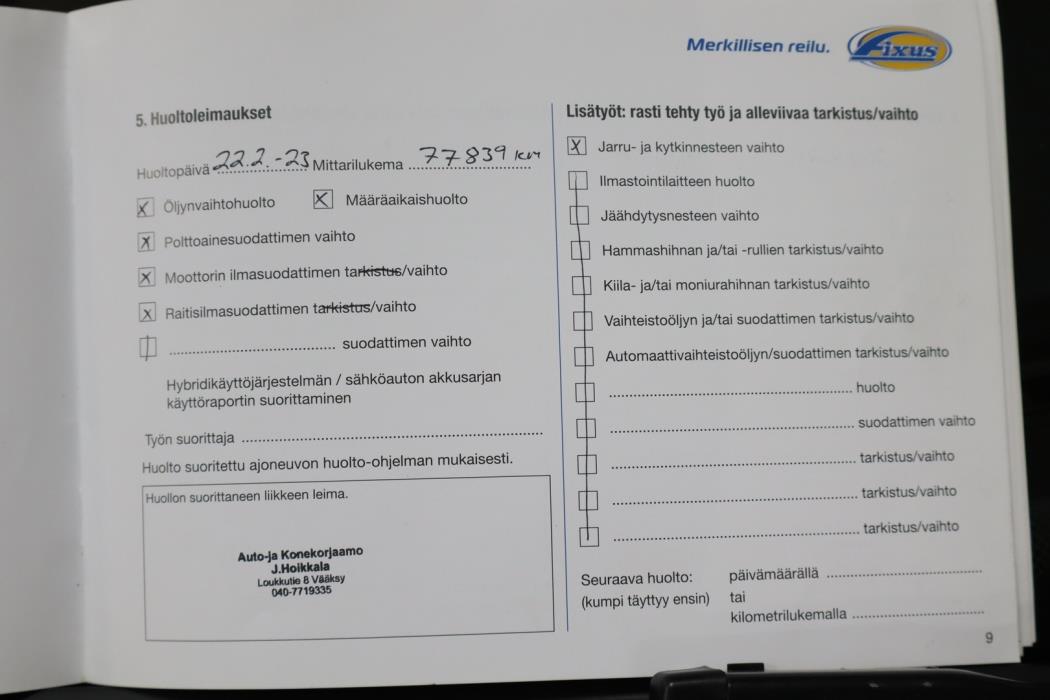 Merkillisen reilu.
Fixus
5. Huoltoleimaukset
Huoltopäivä 22.2.-23 Mittarilukema 77839 km
X Öljynvaihtohuolto X Määräaikaishuolto
X Polttoainesuodattimen vaihto
X Moottorin ilmasuodattimen tarkistus/vaihto
X Raitisilmasuodattimen tarkistus/vaihto
suodattimen vaihto
Hybridikäyttöjärjestelmän / sähköauton akkusarjan
käyttöraportin suorittaminen
Työn suorittaja
Huolto suoritettu ajoneuvon huolto-ohjelman mukaisesti.
Huollon suorittaneen liikkeen leima.
Auto-ja Konekorjaamo
J.Hoikkala
Loukkutie 8 Vääksy
040-7719335
Lisätyöt: rasti tehty työ ja alleviivaa tarkistus/vaihto
X Jarru- ja kytkinnesteen vaihto
Ilmastointilaitteen huolto
Jäähdytysnesteen vaihto
Hammashihnan ja/tai -rullien tarkistus/vaihto
Kiila- ja/tai moniurahihnan tarkistus/vaihto
Vaihteistoöljyn ja/tai suodattimen tarkistus/vaihto
Automaattivaihteistoöljyn/suodattimen tarkistus/vaihto
huolto
suodattimen vaihto
tarkistus/vaihto
tarkistus/vaihto
tarkistus/vaihto
Seuraava huolto: päivämäärällä
(kumpi täyttyy ensin) tai
kilometrilukemalla
9